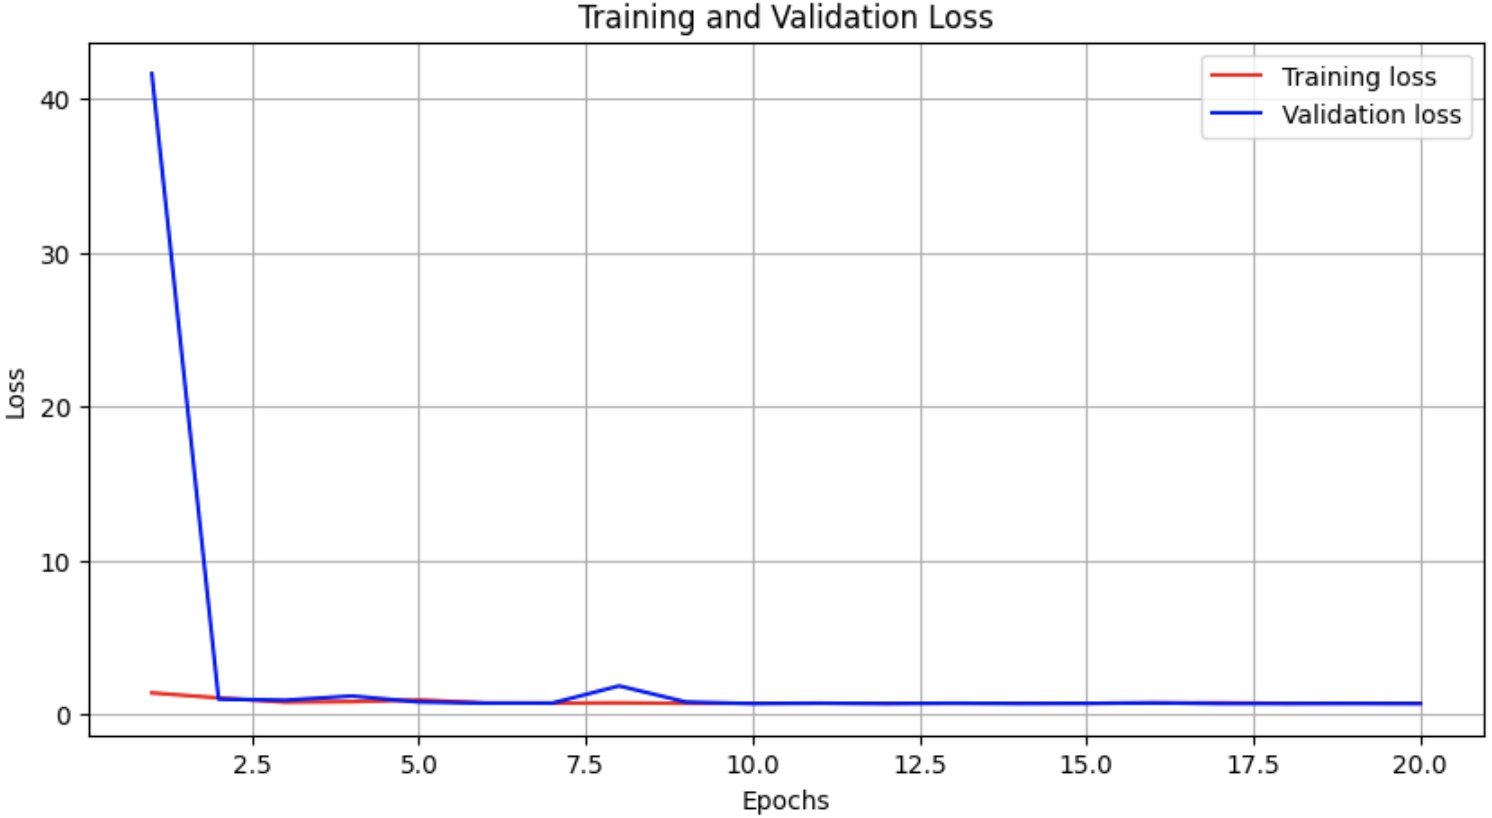 Training and Validation Loss
Training loss
Validation loss
40
30
20
10
0
Loss
2.5 5.0 7.5 10.0 12.5 15.0 17.5 20.0
Epochs